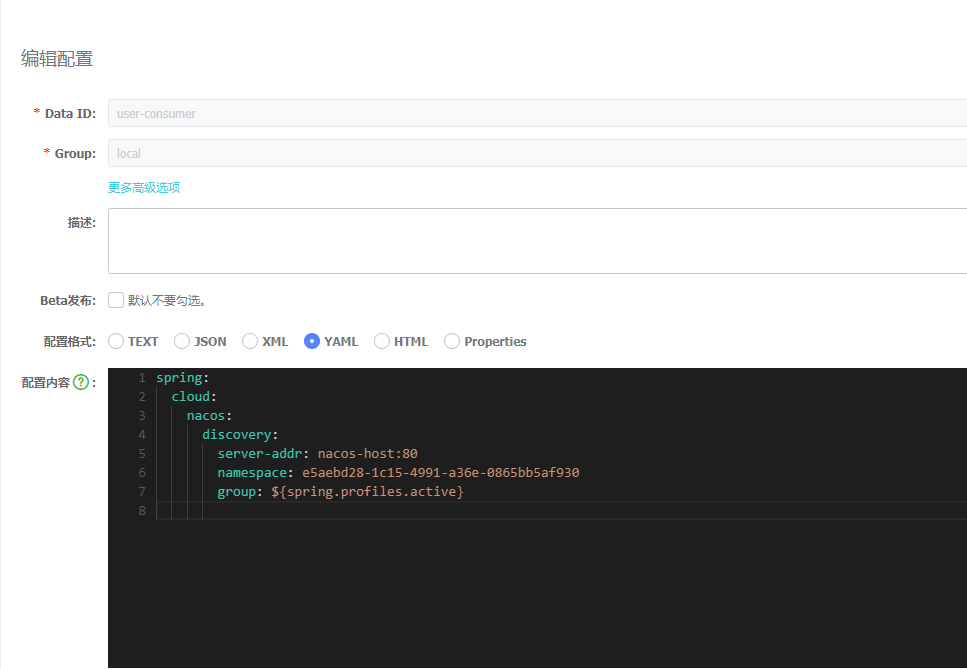 编辑配置
* Data ID: user-consumer
* Group: local
更多高级选项
描述:
Beta发布: 默认不要勾选。
配置格式: TEXT JSON XML YAML HTML Properties
配置内容 ? :
1 spring:
2 cloud:
3 nacos:
4 discovery:
5 server-addr: nacos-host:80
6 namespace: e5aebd28-1c15-4991-a36e-0865bb5af930
7 group: ${spring.profiles.active}
8